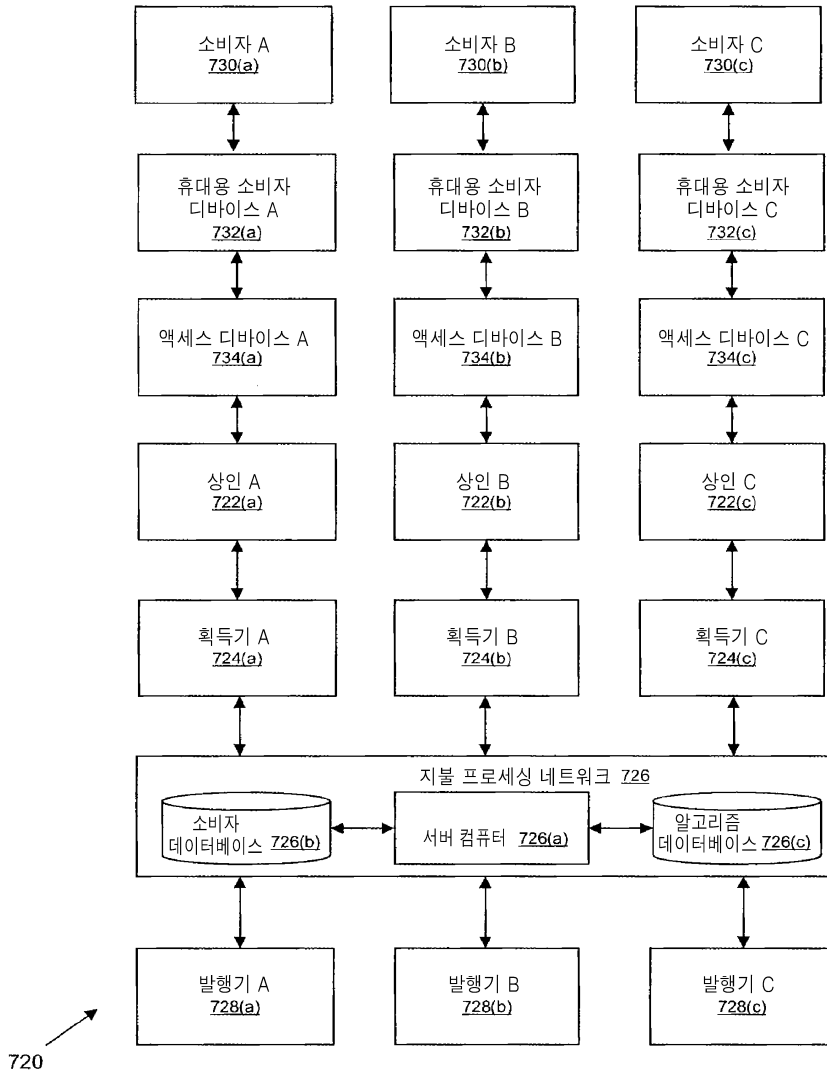 소비자 A
730(a)
소비자 B
730(b)
소비자 C
730(c)
휴대용 소비자
디바이스 A
732(a)
휴대용 소비자
디바이스 B
732(b)
휴대용 소비자
디바이스 C
732(c)
액세스 디바이스 A
734(a)
액세스 디바이스 B
734(b)
액세스 디바이스 C
734(c)
상인 A
722(a)
상인 B
722(b)
상인 C
722(c)
획득기 A
724(a)
획득기 B
724(b)
획득기 C
724(c)
지불 프로세싱 네트워크 726
소비자
데이터베이스 726(b)
서버 컴퓨터 726(a)
알고리즘
데이터베이스 726(c)
발행기 A
728(a)
발행기 B
728(b)
발행기 C
728(c)
720